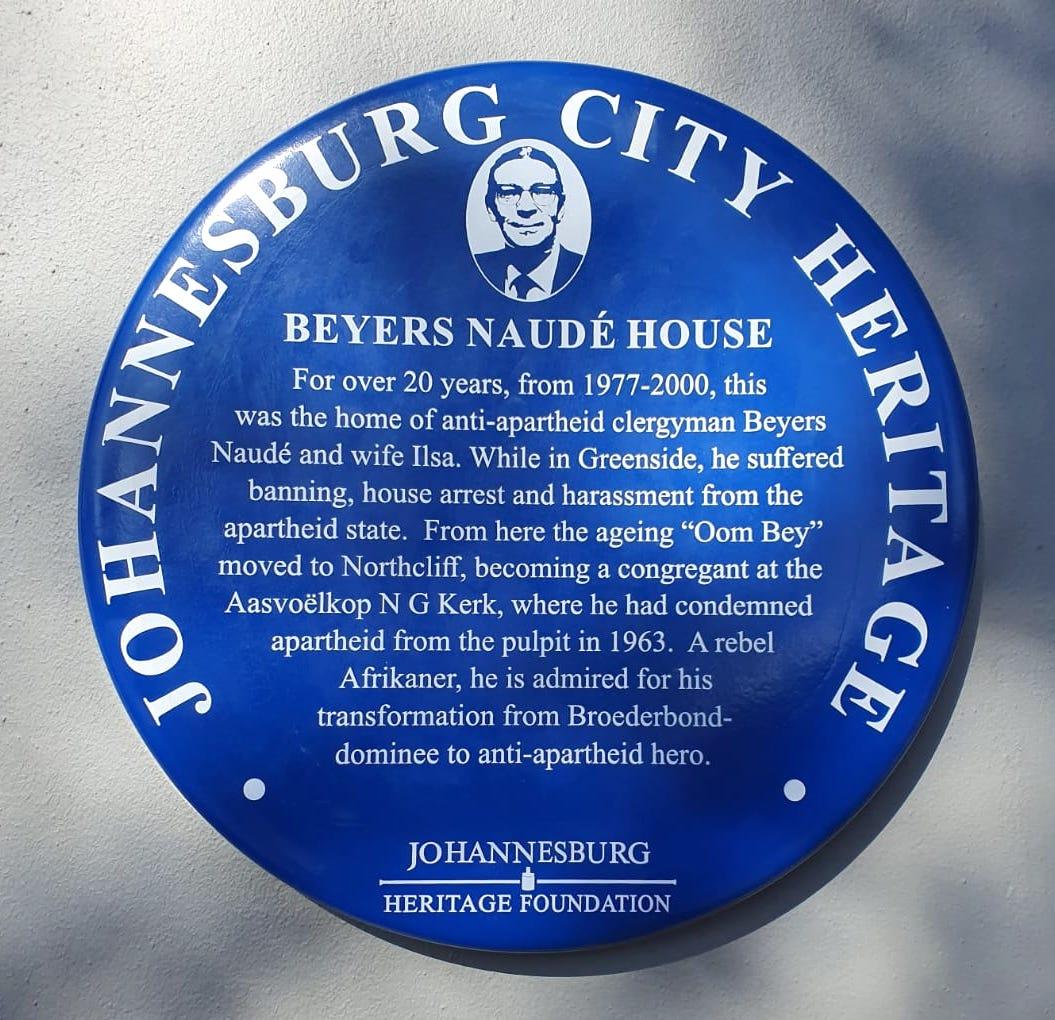 JOHANNESBURG CITY HERITAGE
BEYERS NAUDÉ HOUSE
For over 20 years, from 1977-2000, this
was the home of anti-apartheid clergyman Beyers
Naudé and wife Ilsa. While in Greenside, he suffered
banning, house arrest and harassment from the
apartheid state. From here the ageing “Oom Bey”
moved to Northcliff, becoming a congregant at the
Aasvoëlkop N G Kerk, where he had condemned
apartheid from the pulpit in 1963. A rebel
Afrikaner, he is admired for his
transformation from Broederbond-
dominee to anti-apartheid hero.
JOHANNESBURG
HERITAGE FOUNDATION